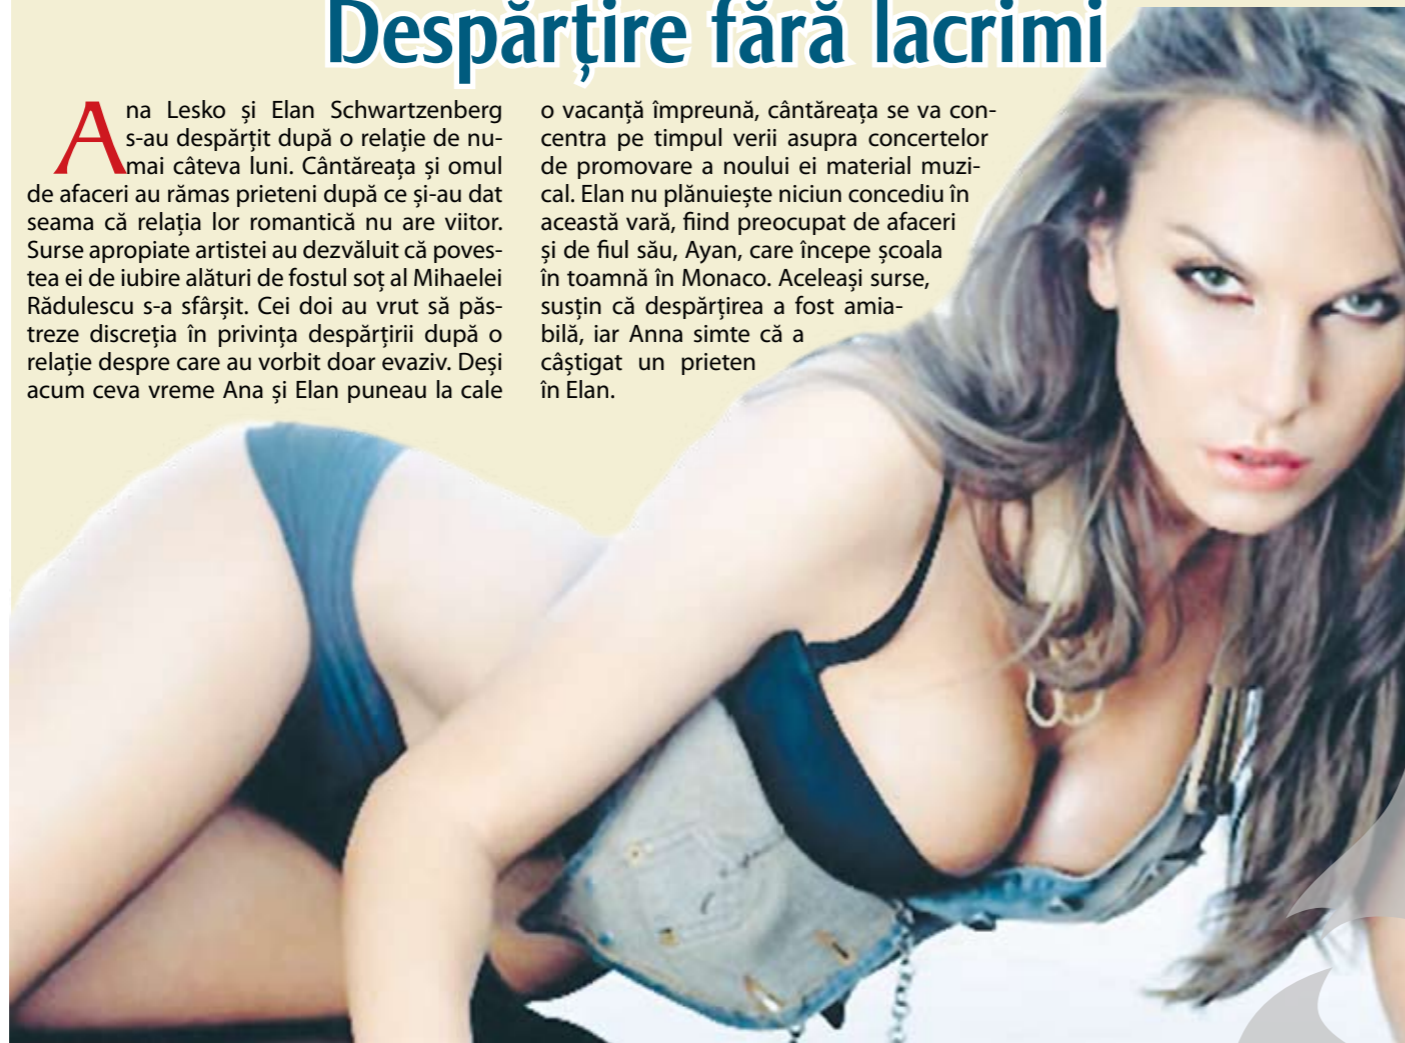 Despărțire fără lacrimi
Ana Lesko și Elan Schwartzenberg
s-au despărțit după o relație de nu-
mai câteva luni. Cântăreața și omul
de afaceri au rămas prieteni după ce și-au dat
seama că relația lor romantică nu are viitor.
Surse apropiate artistei au dezvăluit că poves-
tea ei de iubire alături de fostul soț al Mihaelei
Rădulescu s-a sfârșit. Cei doi au vrut să păs-
treze discreția în privința despărțirii după o
relație despre care au vorbit doar evaziv. Deși
acum ceva vreme Ana și Elan puneau la cale
o vacanță împreună, cântăreața se va con-
centra pe timpul verii asupra concertelor
de promovare a noului ei material muzi-
cal. Elan nu plănuiește niciun concediu în
această vară, fiind preocupat de afaceri
și de fiul său, Ayan, care începe școala
în toamnă în Monaco. Aceleași surse,
susțin că despărțirea a fost amia-
bilă, iar Anna simte că a
câștigat un prieten
în Elan.